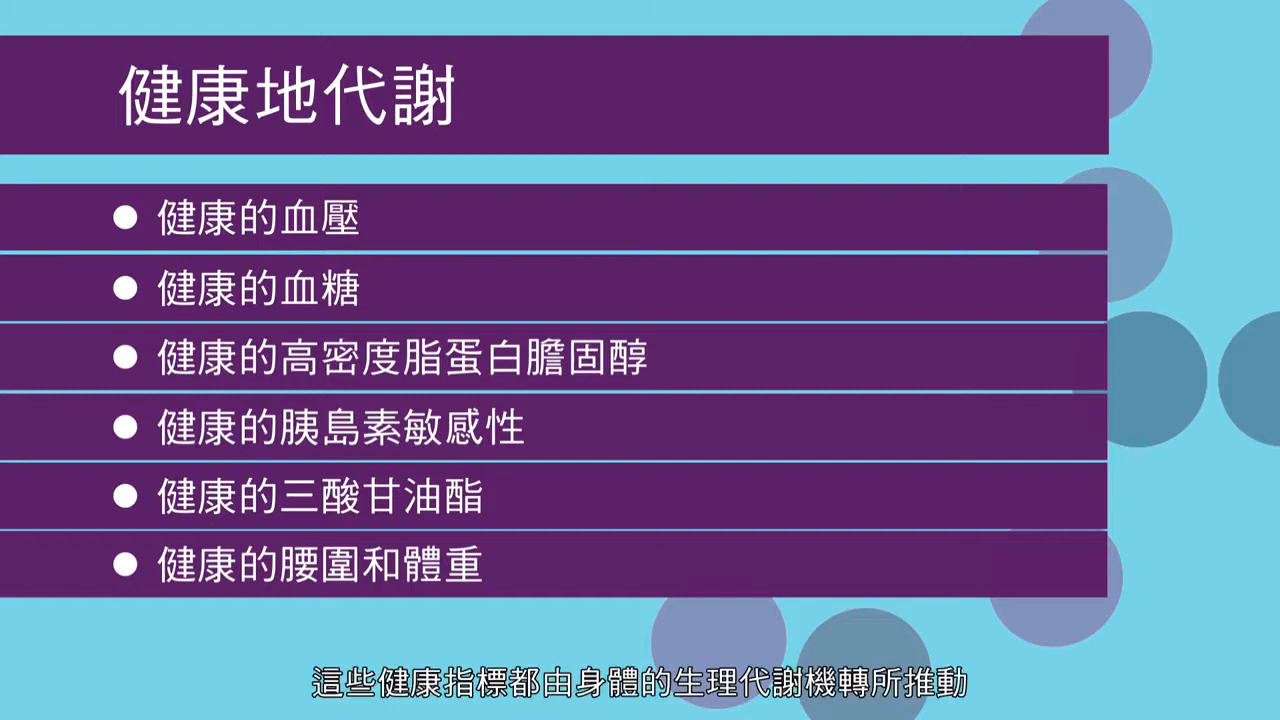 健康地代謝
● 健康的血壓
● 健康的血糖
● 健康的高密度脂蛋白膽固醇
● 健康的胰島素敏感性
● 健康的三酸甘油酯
● 健康的腰圍和體重
這些健康指標都由身體的生理代謝機轉所推動